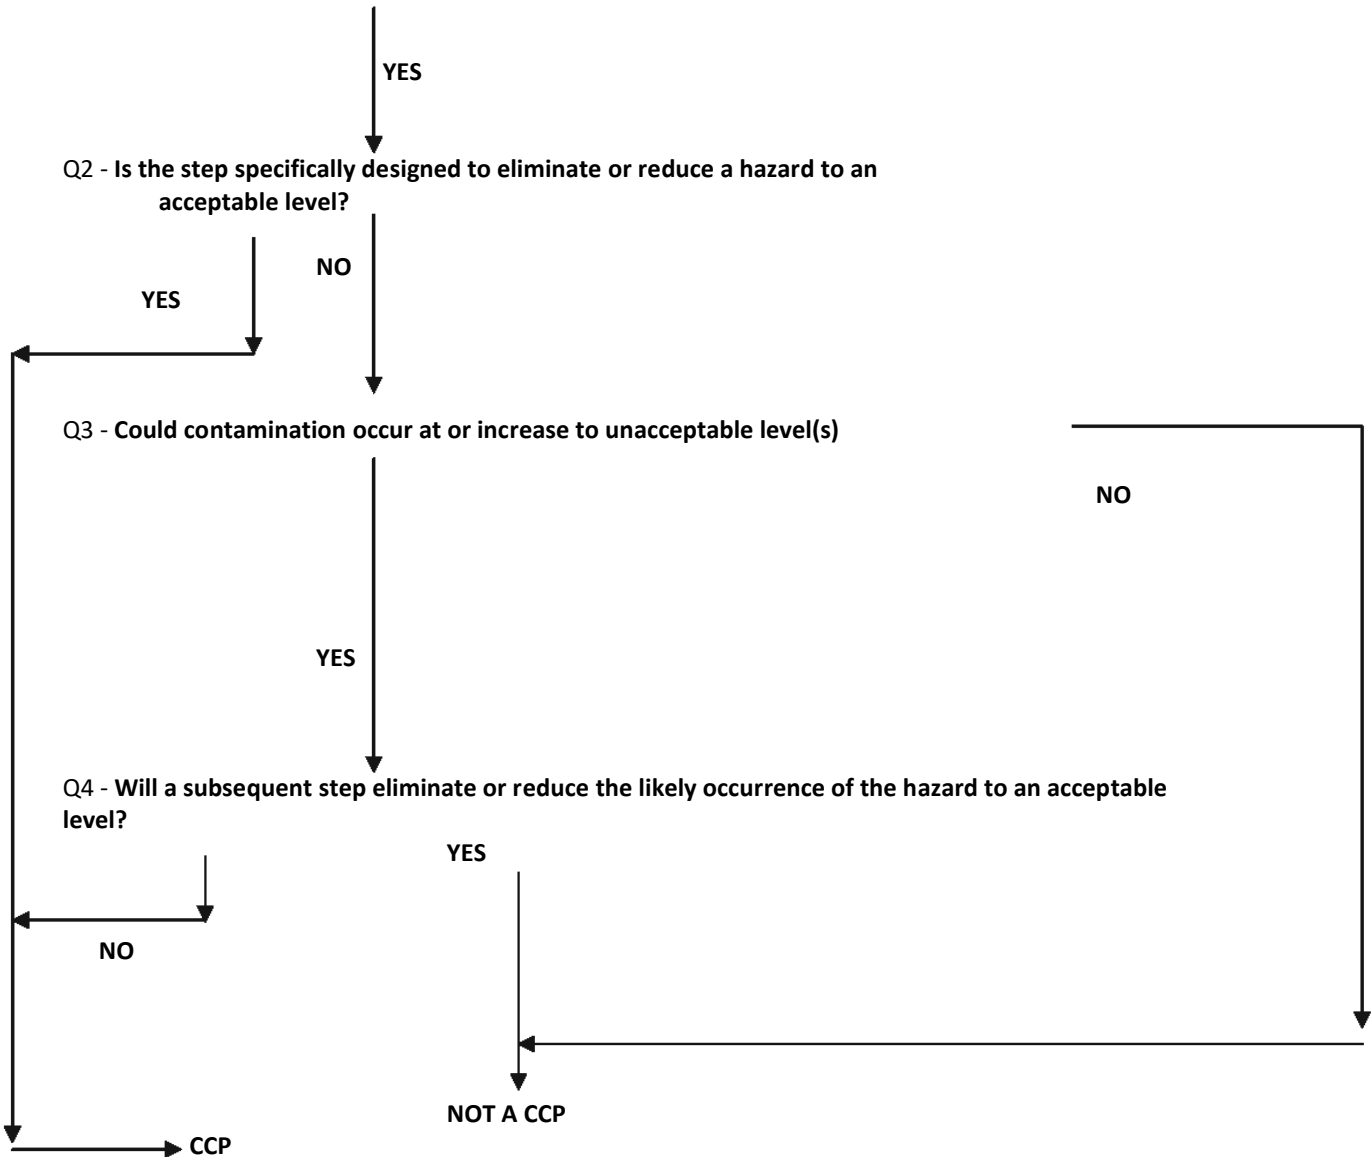 YES
Q2 - Is the step specifically designed to eliminate or reduce a hazard to an
acceptable level?
NO
YES
Q3 - Could contamination occur at or increase to unacceptable level(s)
NO
YES
Q4 - Will a subsequent step eliminate or reduce the likely occurrence of the hazard to an acceptable
level?
YES
NO
NOT A CCP
CCP